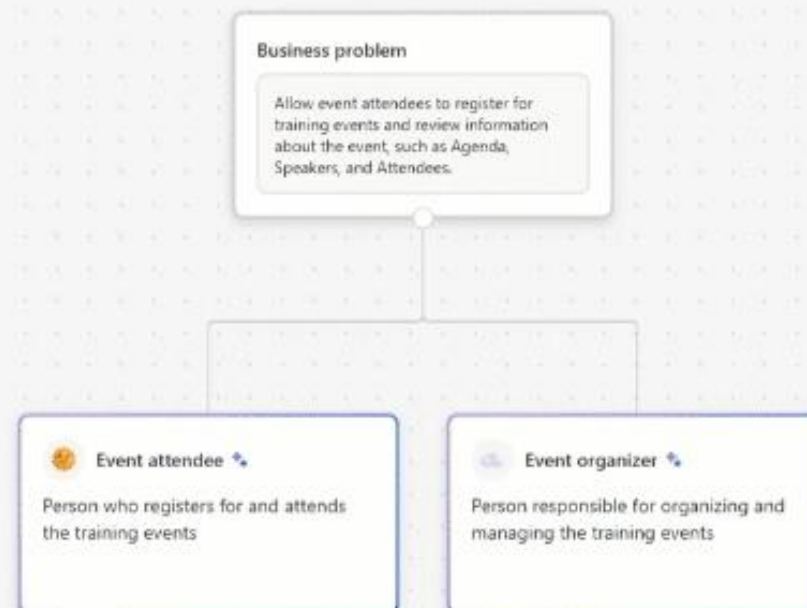 Business problem
Allow event attendees to register for
training events and review information
about the event, such as Agenda,
Speakers, and Attendees.
Event attendee
Person who registers for and attends
the training events
Event organizer
Person responsible for organizing and
managing the training events